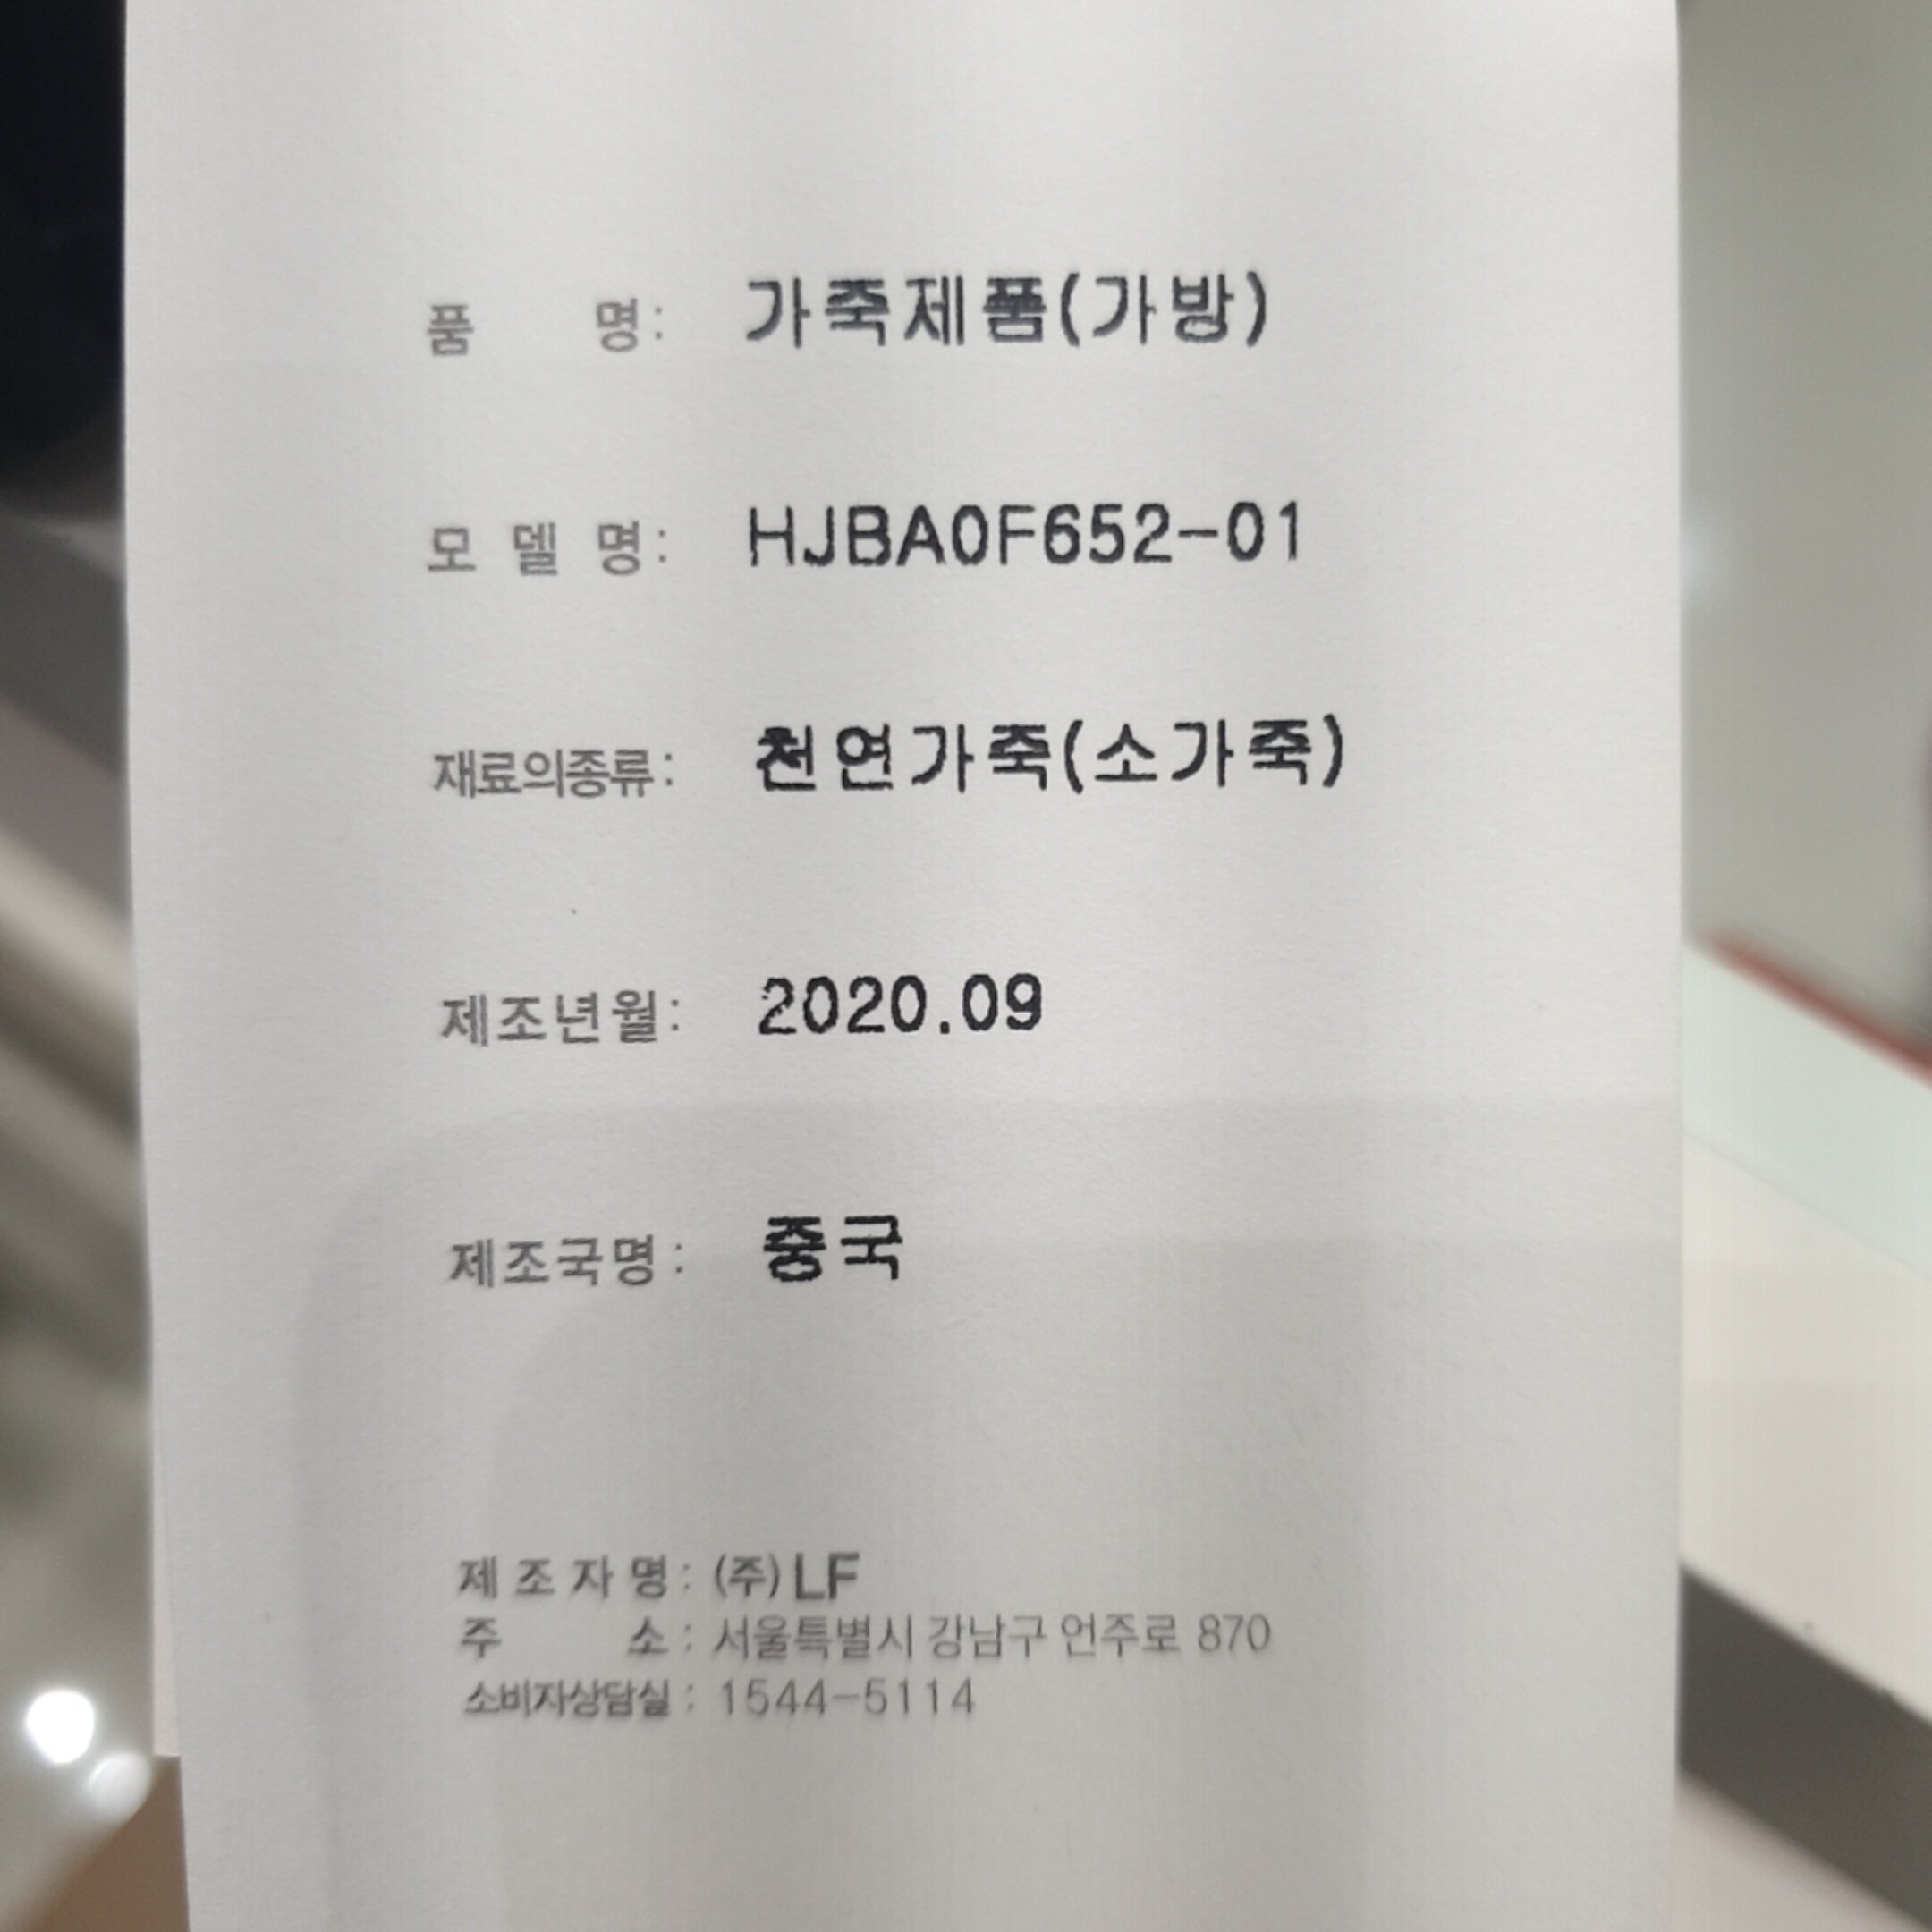 품 명: 가죽제품(가방)
모 델 명: HJBA0F652-01
재료의종류: 천연가죽(소가죽)
제조년월: 2020.09
제조국명: 중국
제 조 자 명: (주)LF
주 소: 서울특별시 강남구 언주로 870
소비자상담실: 1544-5114